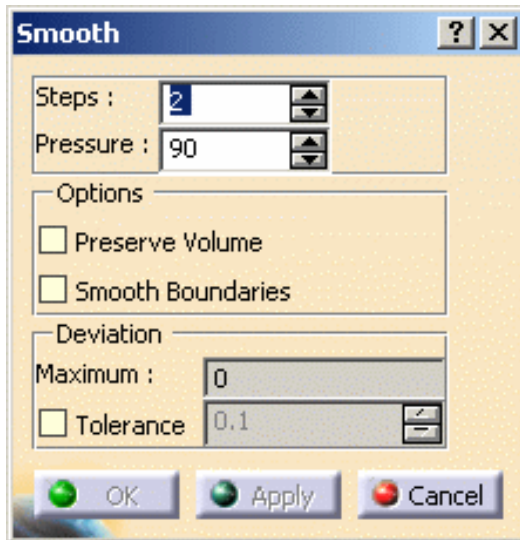 Smooth ? X
Steps : 2
Pressure : 90
Options
Preserve Volume
Smooth Boundaries
Deviation
Maximum : 0
Tolerance 0.1
OK Apply Cancel